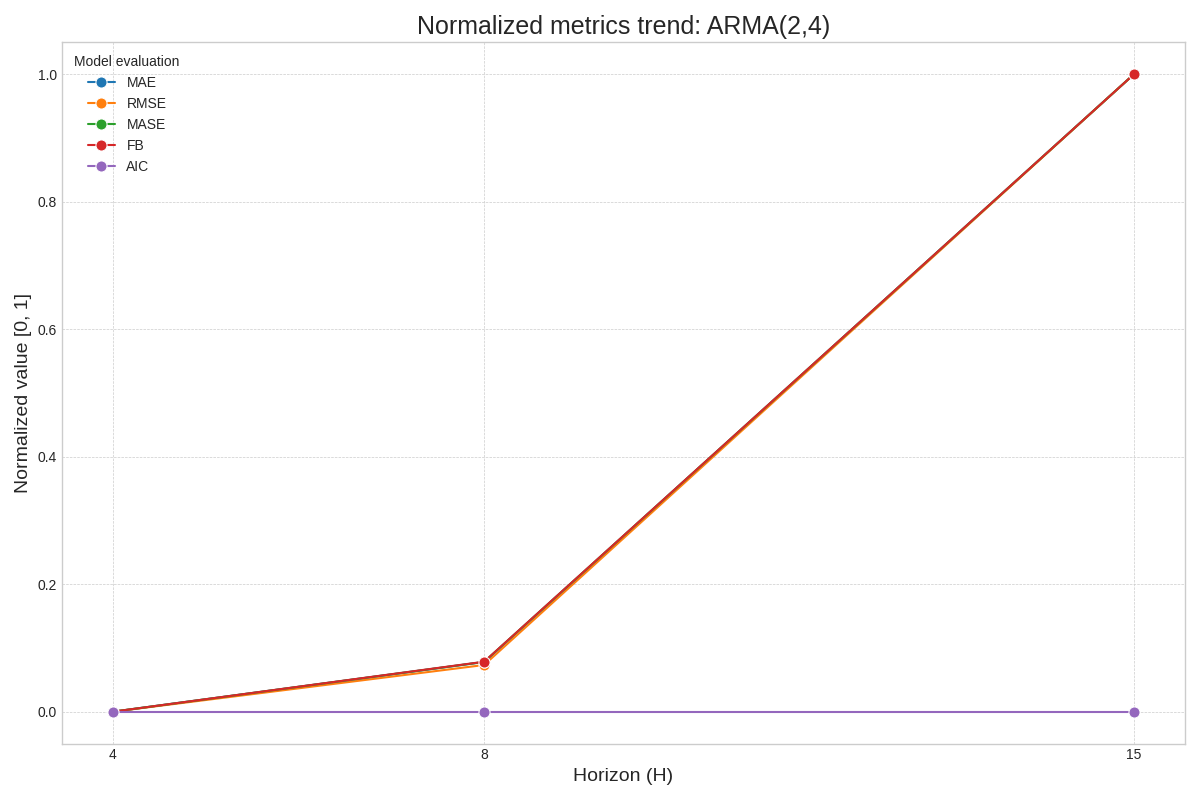 Normalized metrics trend: ARMA(2,4)
Model evaluation
MAE
RMSE
MASE
FB
AIC
Normalized value [0, 1]
1.0
0.8
0.6
0.4
0.2
0.0
4
8
15
Horizon (H)